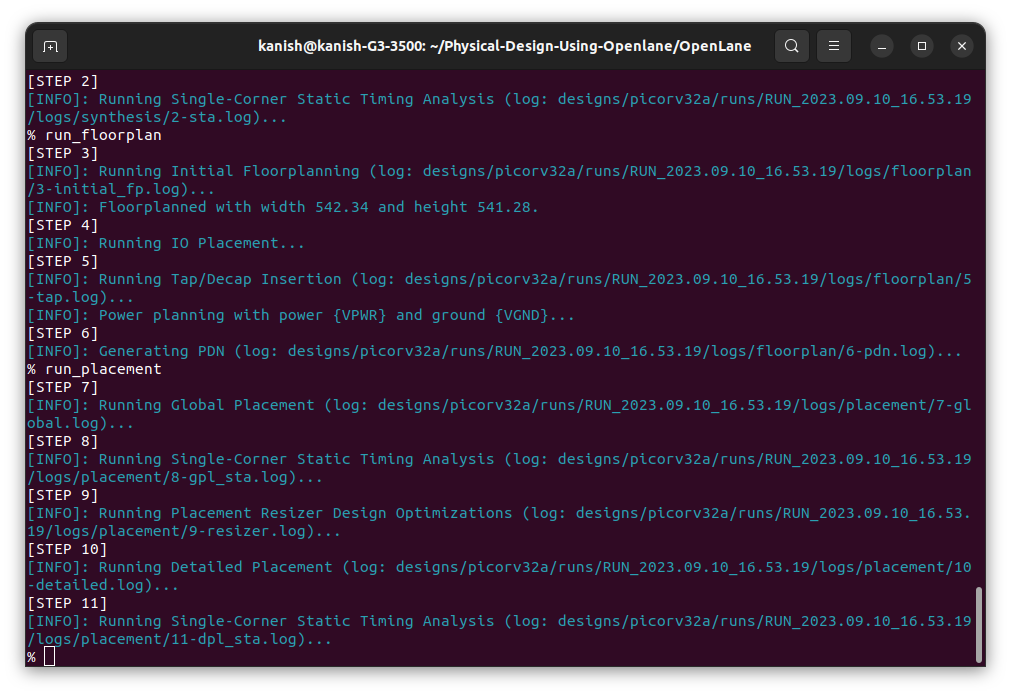 kanish@kanish-G3-3500: ~/Physical-Design-Using-Openlane/OpenLane
[STEP 2]
[INFO]: Running Single-Corner Static Timing Analysis (log: designs/picorv32a/runs/RUN_2023.09.10_16.53.19
/logs/synthesis/2-sta.log)...
% run_floorplan
[STEP 3]
[INFO]: Running Initial Floorplanning (log: designs/picorv32a/runs/RUN_2023.09.10_16.53.19/logs/floorplan
/3-initial_fp.log)...
[INFO]: Floorplanned with width 542.34 and height 541.28.
[STEP 4]
[INFO]: Running IO Placement...
[STEP 5]
[INFO]: Running Tap/Decap Insertion (log: designs/picorv32a/runs/RUN_2023.09.10_16.53.19/logs/floorplan/5
-tap.log)...
[INFO]: Power planning with power {VPWR} and ground {VGND}...
[STEP 6]
[INFO]: Generating PDN (log: designs/picorv32a/runs/RUN_2023.09.10_16.53.19/logs/floorplan/6-pdn.log)...
% run_placement
[STEP 7]
[INFO]: Running Global Placement (log: designs/picorv32a/runs/RUN_2023.09.10_16.53.19/logs/placement/7-gl
obal.log)...
[STEP 8]
[INFO]: Running Single-Corner Static Timing Analysis (log: designs/picorv32a/runs/RUN_2023.09.10_16.53.19
/logs/placement/8-gpl_sta.log)...
[STEP 9]
[INFO]: Running Placement Resizer Design Optimizations (log: designs/picorv32a/runs/RUN_2023.09.10_16.53.
19/logs/placement/9-resizer.log)...
[STEP 10]
[INFO]: Running Detailed Placement (log: designs/picorv32a/runs/RUN_2023.09.10_16.53.19/logs/placement/10
-detailed.log)...
[STEP 11]
[INFO]: Running Single-Corner Static Timing Analysis (log: designs/picorv32a/runs/RUN_2023.09.10_16.53.19
/logs/placement/11-dpl_sta.log)...
%